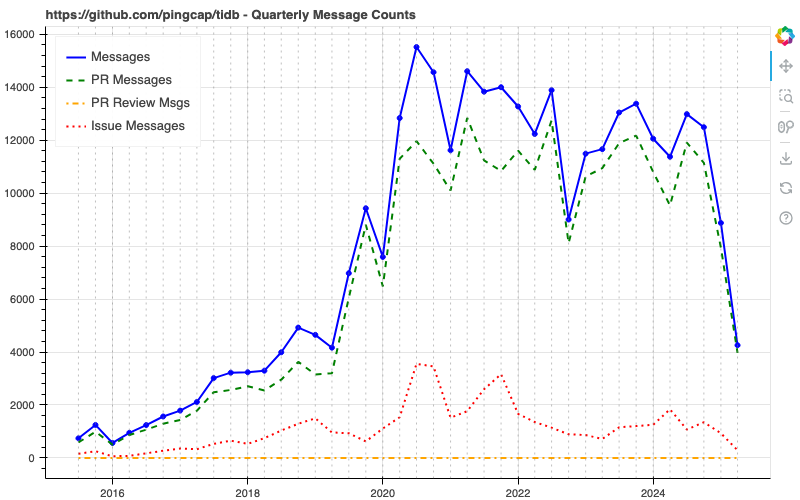 https://github.com/pingcap/tidb - Quarterly Message Counts
16000
14000
12000
10000
8000
6000
4000
2000
0
Messages
PR Messages
PR Review Msgs
Issue Messages
2016
2018
2020
2022
2024